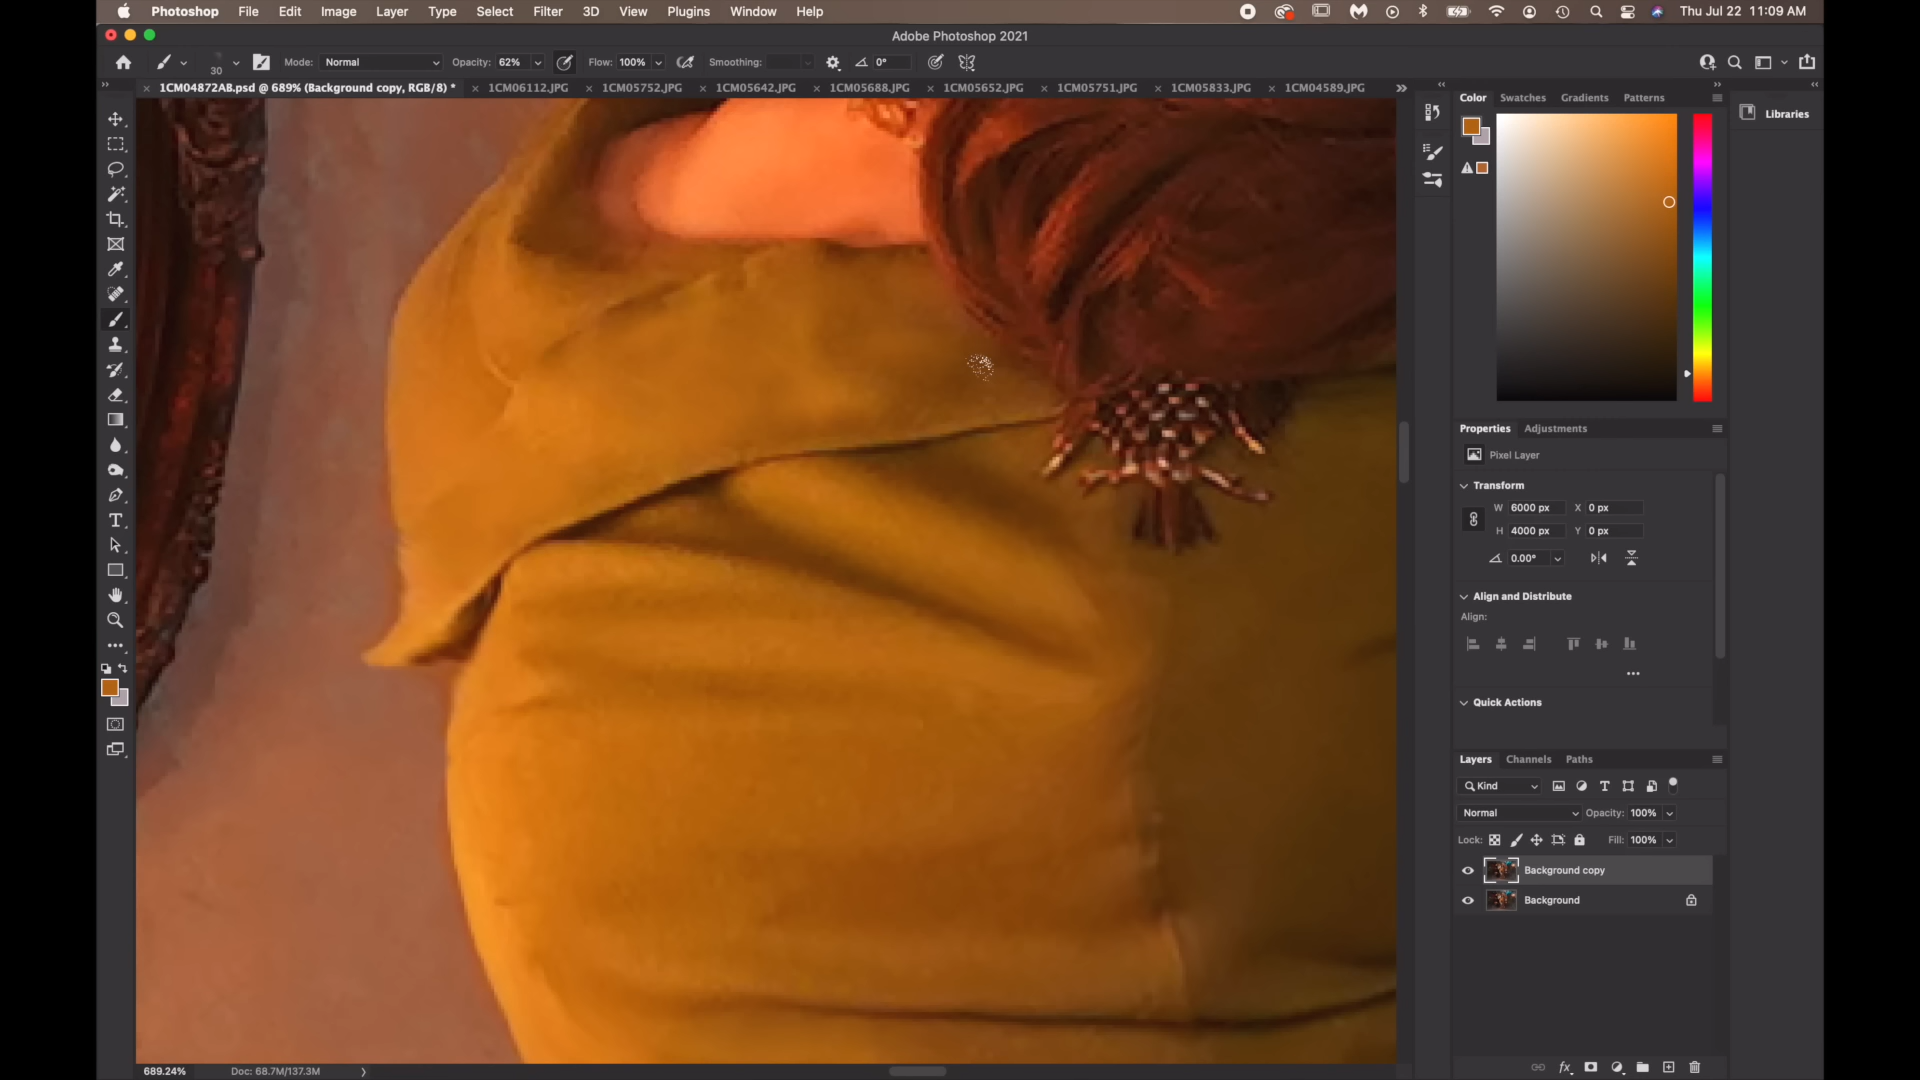 Photoshop File Edit Image Layer Type Select Filter 3D View Plugins Window Help Thu Jul 22 11:09 AM
Adobe Photoshop 2021
30 Mode: Normal Opacity: 62% Flow: 100% Smoothing: 0°
1CM04872AB.psd @ 689% (Background copy, RGB/8) * 1CM06112.JPG 1CM05752.JPG 1CM05642.JPG 1CM05688.JPG 1CM05652.JPG 1CM05751.JPG 1CM05833.JPG 1CM04589.JPG
Color Swatches Gradients Patterns
Libraries
Properties Adjustments
Pixel Layer
Transform
W 6000 px X 0 px
H 4000 px Y 0 px
0.00°
Align and Distribute
Align:
Quick Actions
Layers Channels Paths
Kind
Normal Opacity: 100%
Lock: Fill: 100%
Background copy
Background
689.24% Doc: 68.7M/137.3M